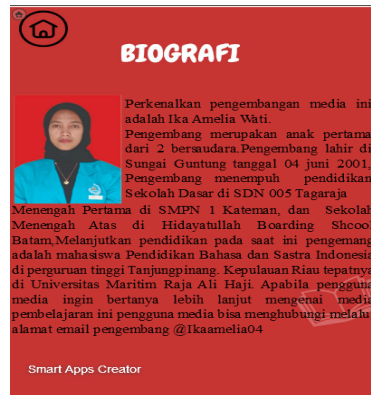 BIOGRAFI
Perkenalkan pengembangan media ini
adalah Ika Amelia Wati.
Pengembang merupakan anak pertama
dari 2 bersaudara.Pengembang lahir di
Sungai Guntung tanggal 04 juni 2001,
Pengembang menempuh pendidikan
Sekolah Dasar di SDN 005 Tagaraja
Menengah Pertama di SMPN 1 Kateman, dan Sekolah
Menengah Atas di Hidayatullah Boarding Shcool
Batam,Melanjutkan pendidikan pada saat ini pengemang
adalah mahasiswa Pendidikan Bahasa dan Sastra Indonesia
di perguruan tinggi Tanjungpinang. Kepulauan Riau tepatnya
di Universitas Maritim Raja Ali Haji. Apabila pengguna
media ingin bertanya lebih lanjut mengenai media
pembelajaran ini pengguna media bisa menghubungi melalui
alamat email pengembang @Ikaamelia04
Smart Apps Creator